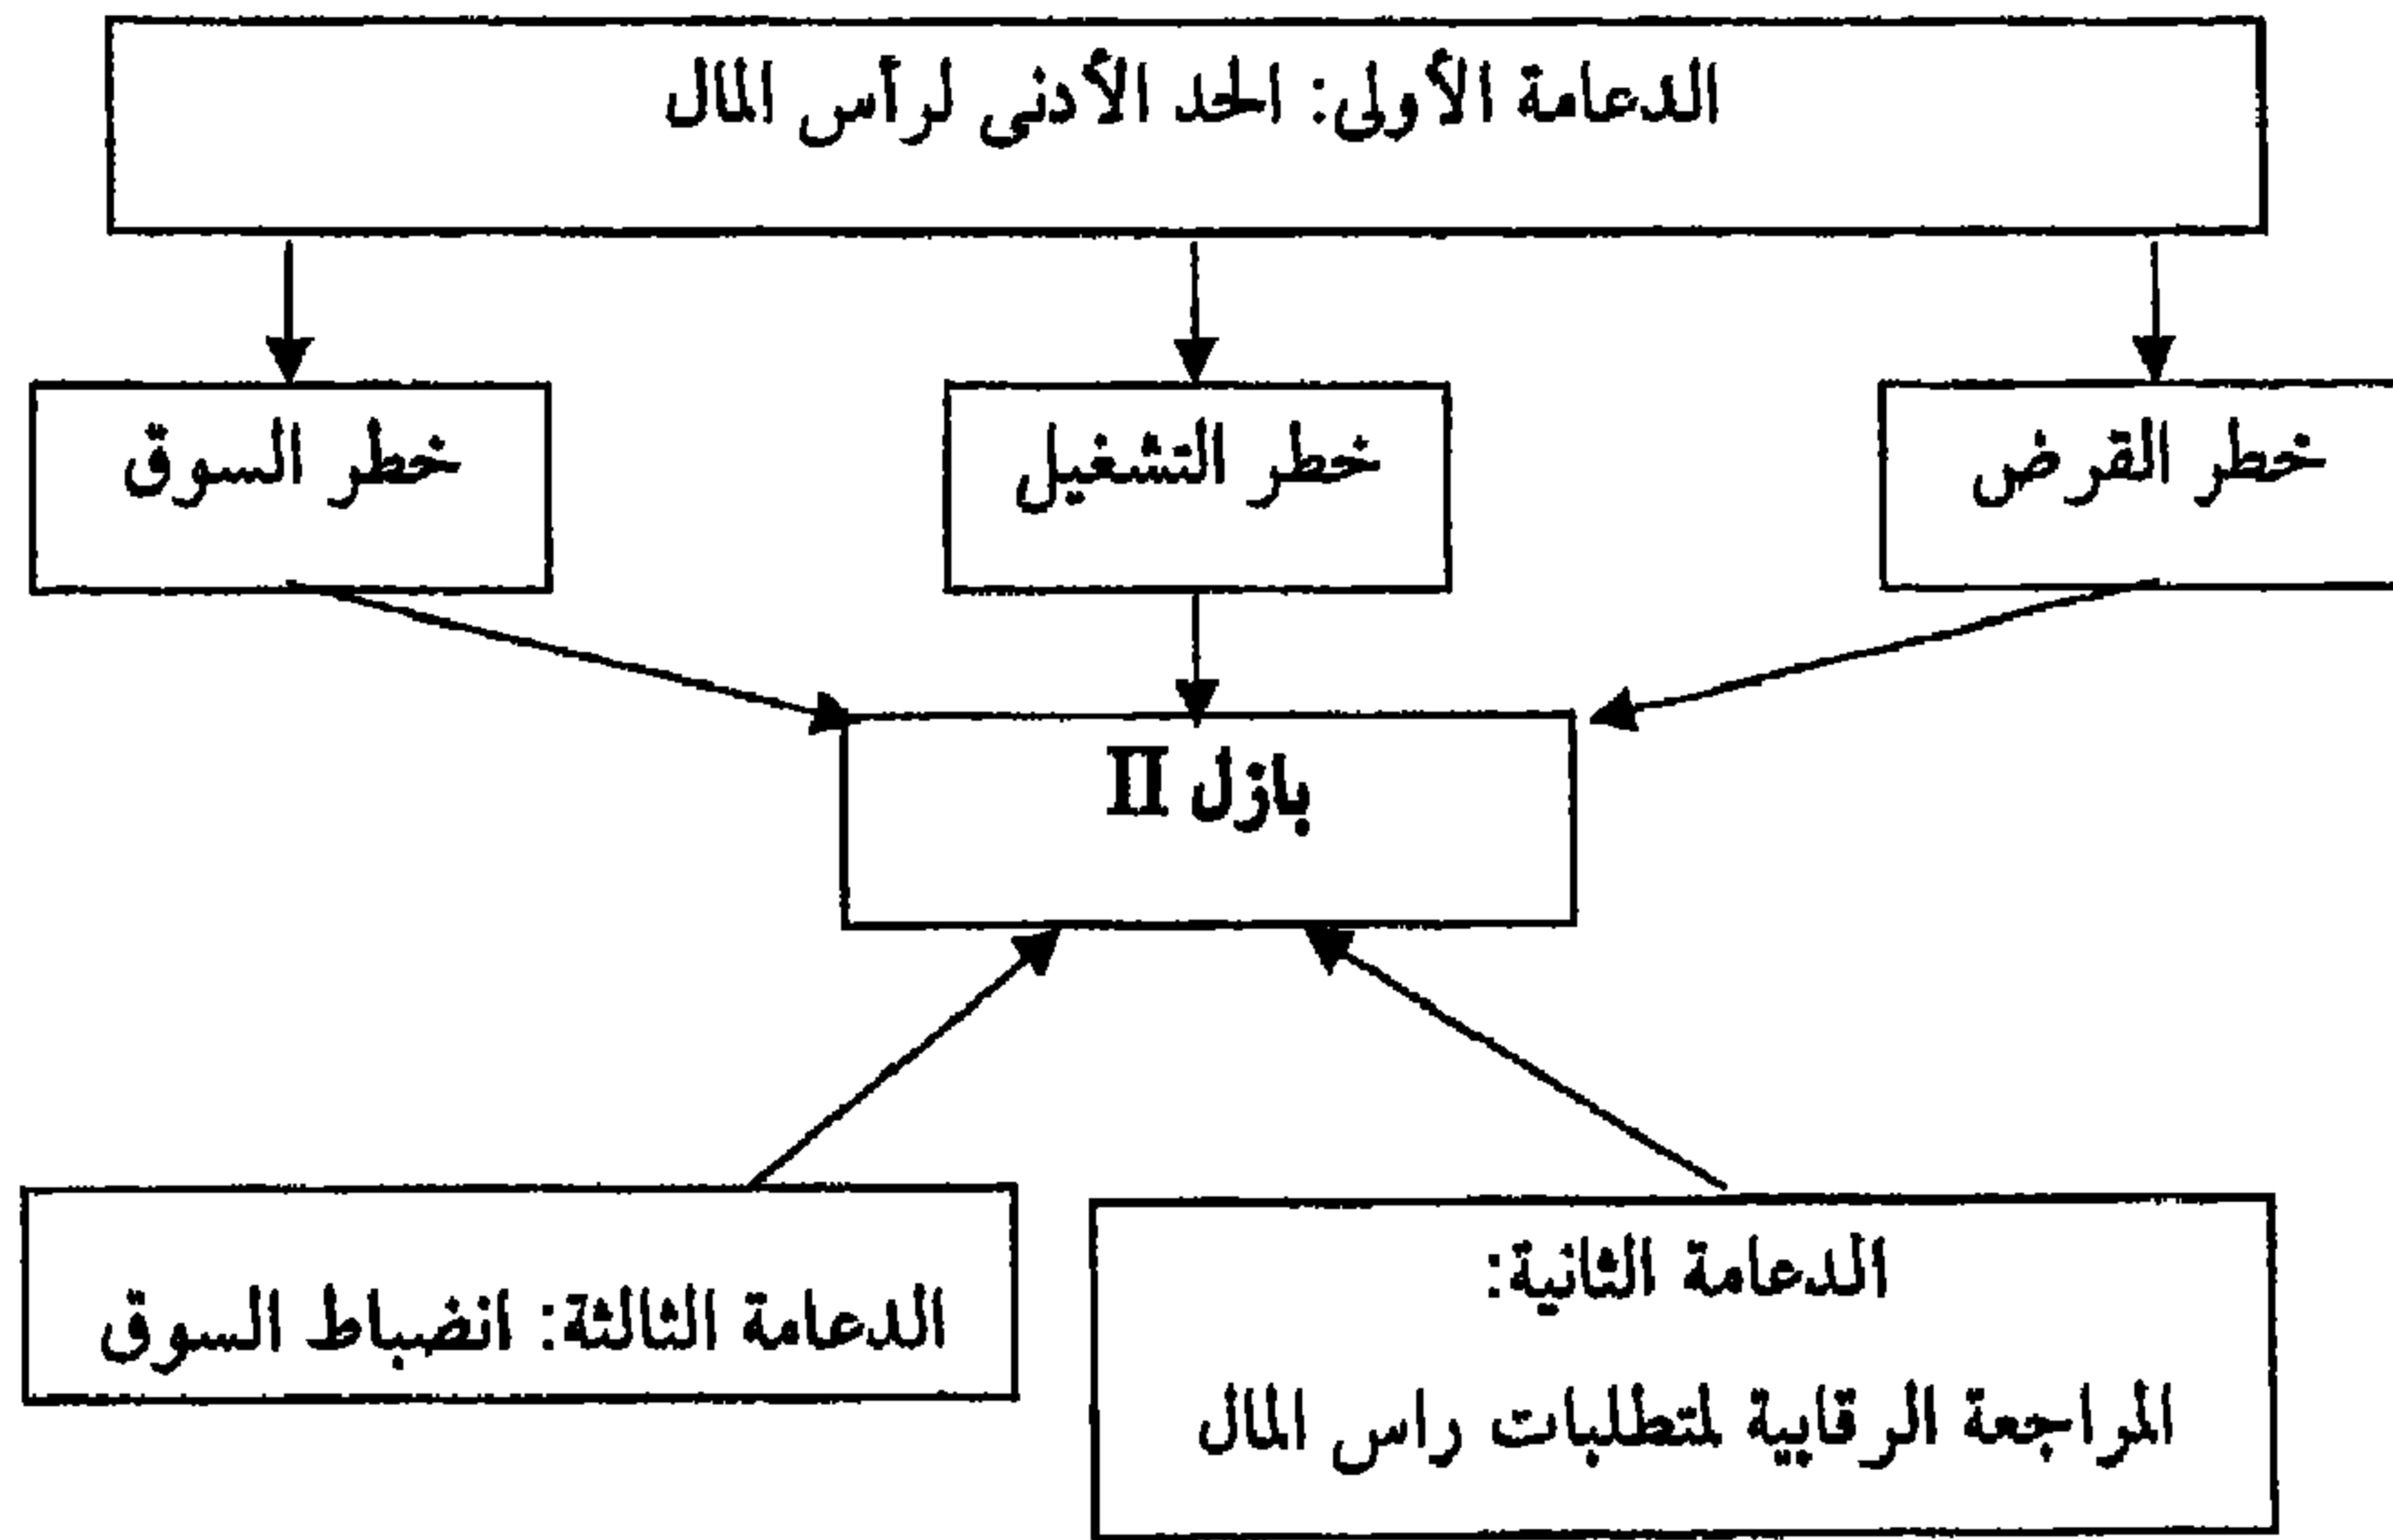 الدعامة الأولى: الحد الأدنى لرأس المال
خطر القرض
خطر التشغيل
خطر السوق
بازل II
الدعامة الثانية:
المراجعة الرقابية لمتطلبات راس المال
الدعامة الثالثة: انضباط السوق